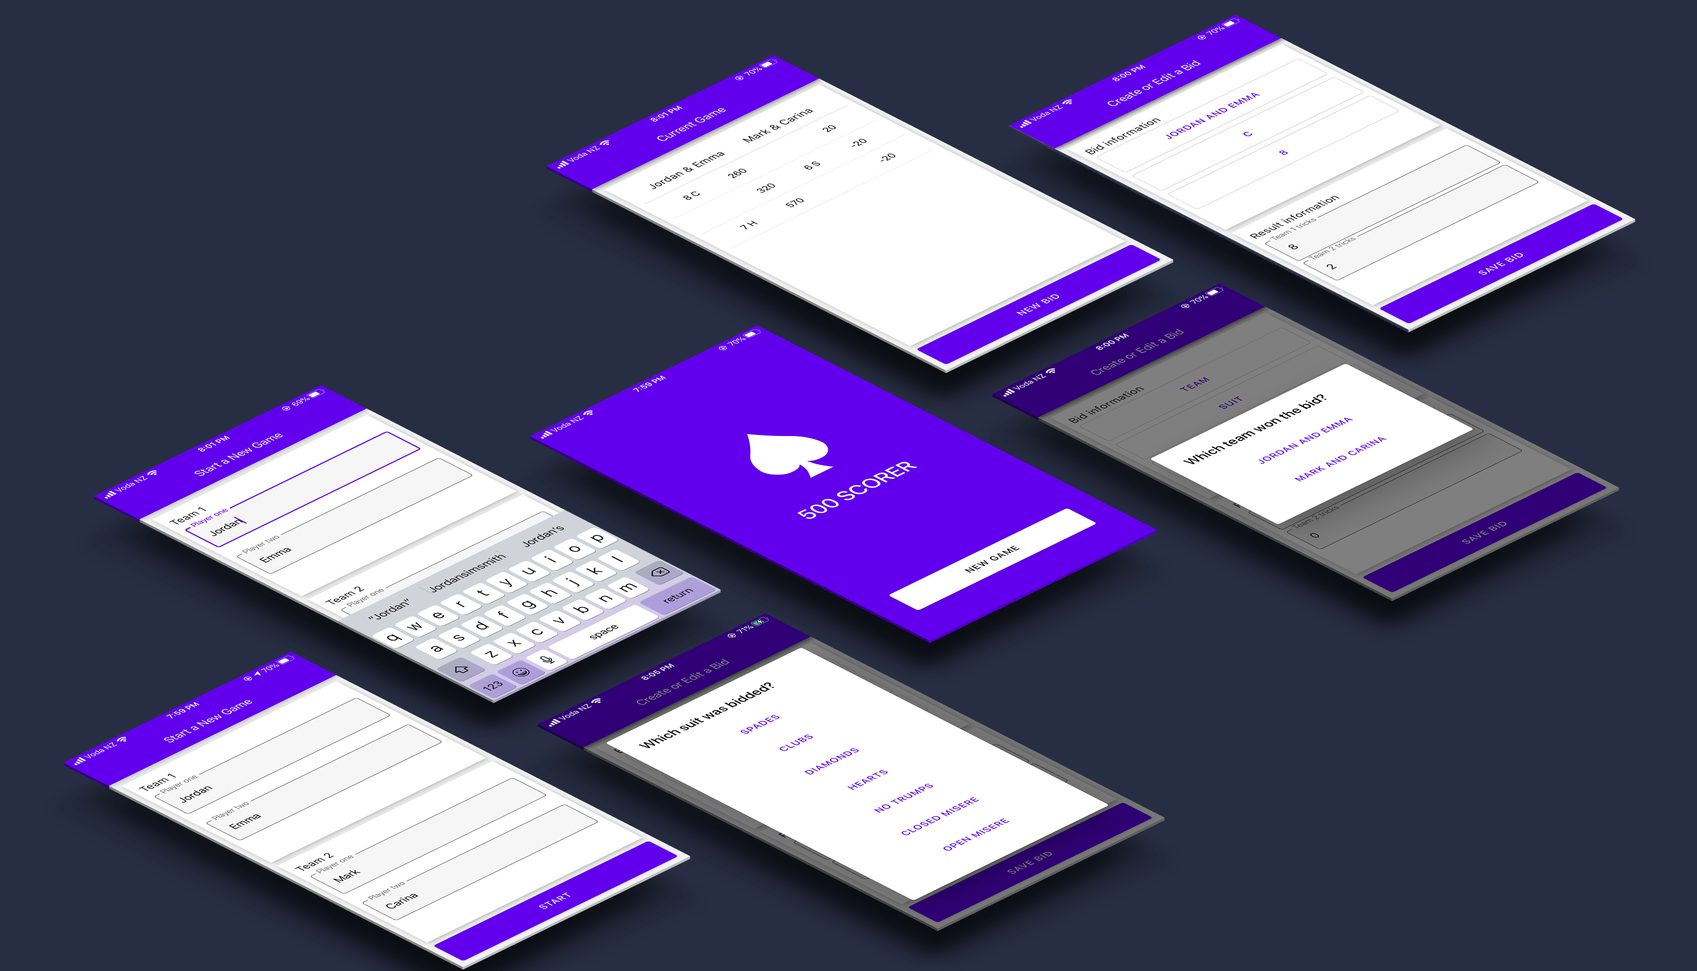 Voda NZ 8:01 PM 70%
Current Game
Jordan & Emma Mark & Carina
8 C 260 20
320 6 S -20
7 H 570 -20
NEW BID
Voda NZ 8:00 PM 70%
Create or Edit a Bid
Bid information
JORDAN AND EMMA
C
8
Result information
Team 1 tricks
8
Team 2 tricks
2
SAVE BID
Voda NZ 8:01 PM 69%
Start a New Game
Team 1
Player one
Jordan
Player two
Emma
Team 2
Player one
“Jordan” Jordansimsmith Jordan's
q w e r t y u i o p
a s d f g h j k l
z x c v b n m
123 space return
Voda NZ 7:59 PM 70%
500 SCORER
NEW GAME
Voda NZ 8:00 PM 70%
Create or Edit a Bid
Bid information
TEAM
SUIT
Which team won the bid?
JORDAN AND EMMA
MARK AND CARINA
Team 2 tricks
0
SAVE BID
Voda NZ 7:59 PM 70%
Start a New Game
Team 1
Player one
Jordan
Player two
Emma
Team 2
Player one
Mark
Player two
Carina
START
Voda NZ 8:05 PM 71%
Create or Edit a Bid
Which suit was bidded?
SPADES
CLUBS
DIAMONDS
HEARTS
NO TRUMPS
CLOSED MISERE
OPEN MISERE
SAVE BID